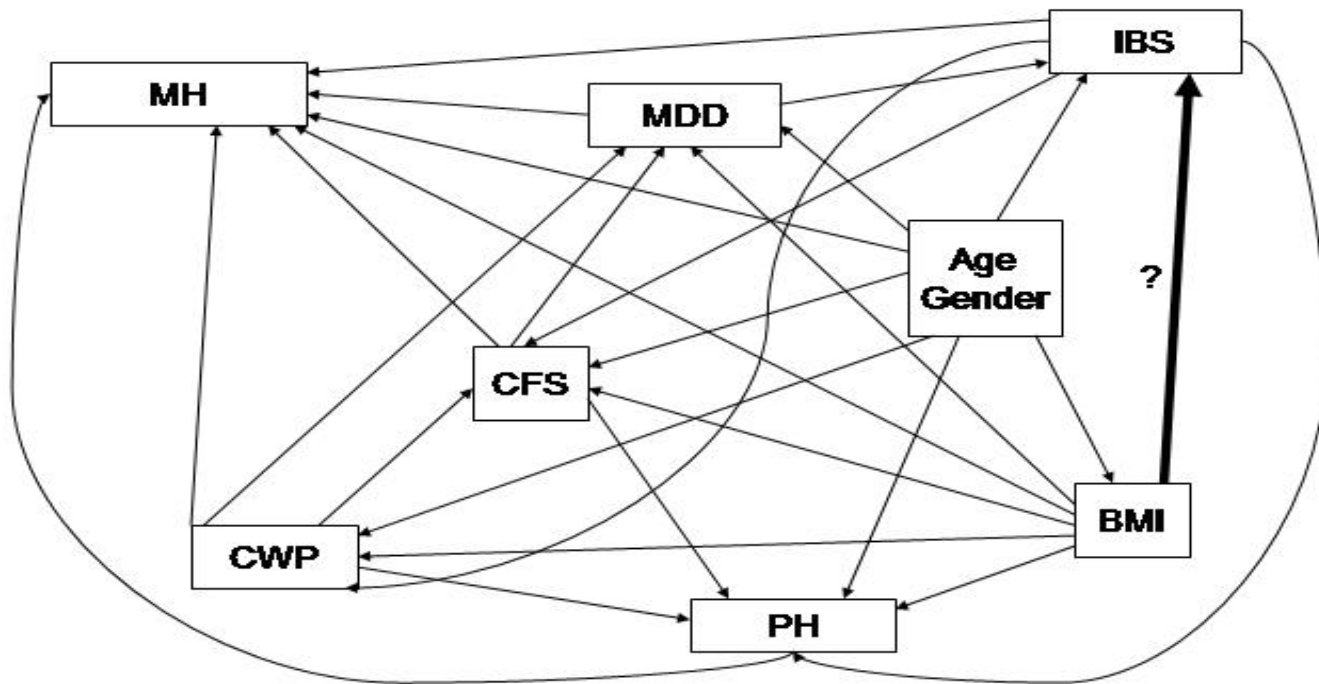 IBS
MH
MDD
Age
Gender
?
CFS
BMI
CWP
PH